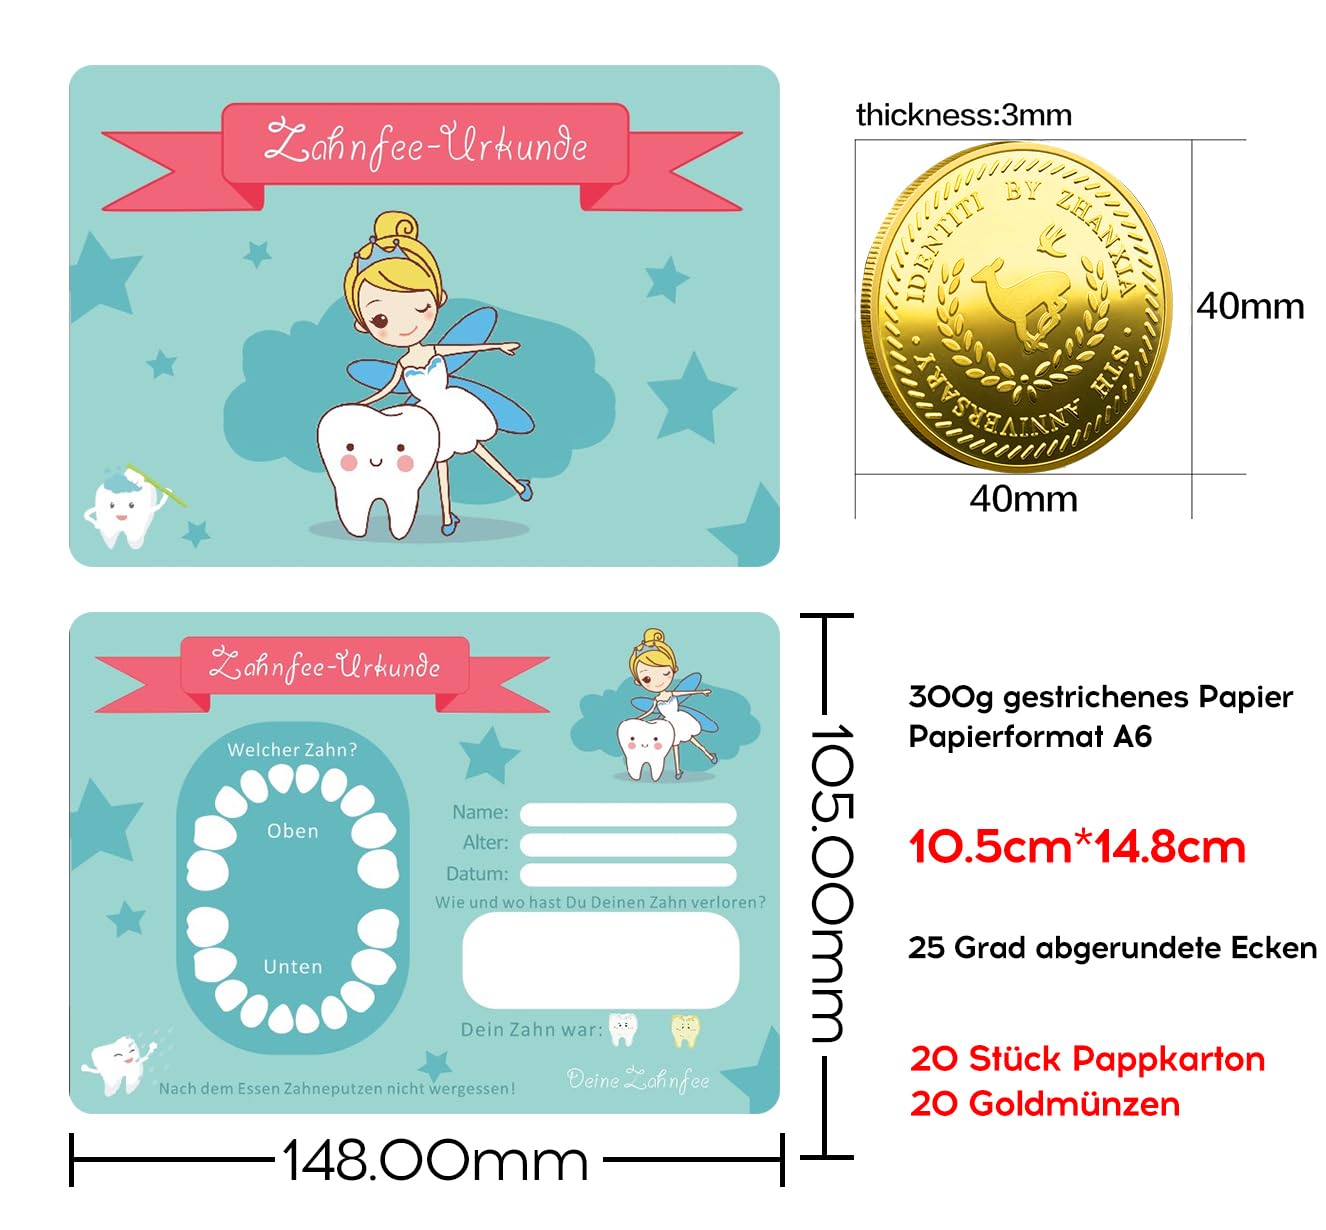 Zahnfee-Urkunde
thickness:3mm
IDENTITI BY ZHANXIA
· 5TH ANNIVERSARY ·
40mm
40mm
Zahnfee-Urkunde
Welcher Zahn?
Oben
Unten
Name:
Alter:
Datum:
Wie und wo hast Du Deinen Zahn verloren?
Dein Zahn war:
Nach dem Essen Zahneputzen nicht wergessen!
Deine Zahnfee
105.00mm
148.00mm
300g gestrichenes Papier
Papierformat A6
10.5cm*14.8cm
25 Grad abgerundete Ecken
20 Stück Pappkarton
20 Goldmünzen